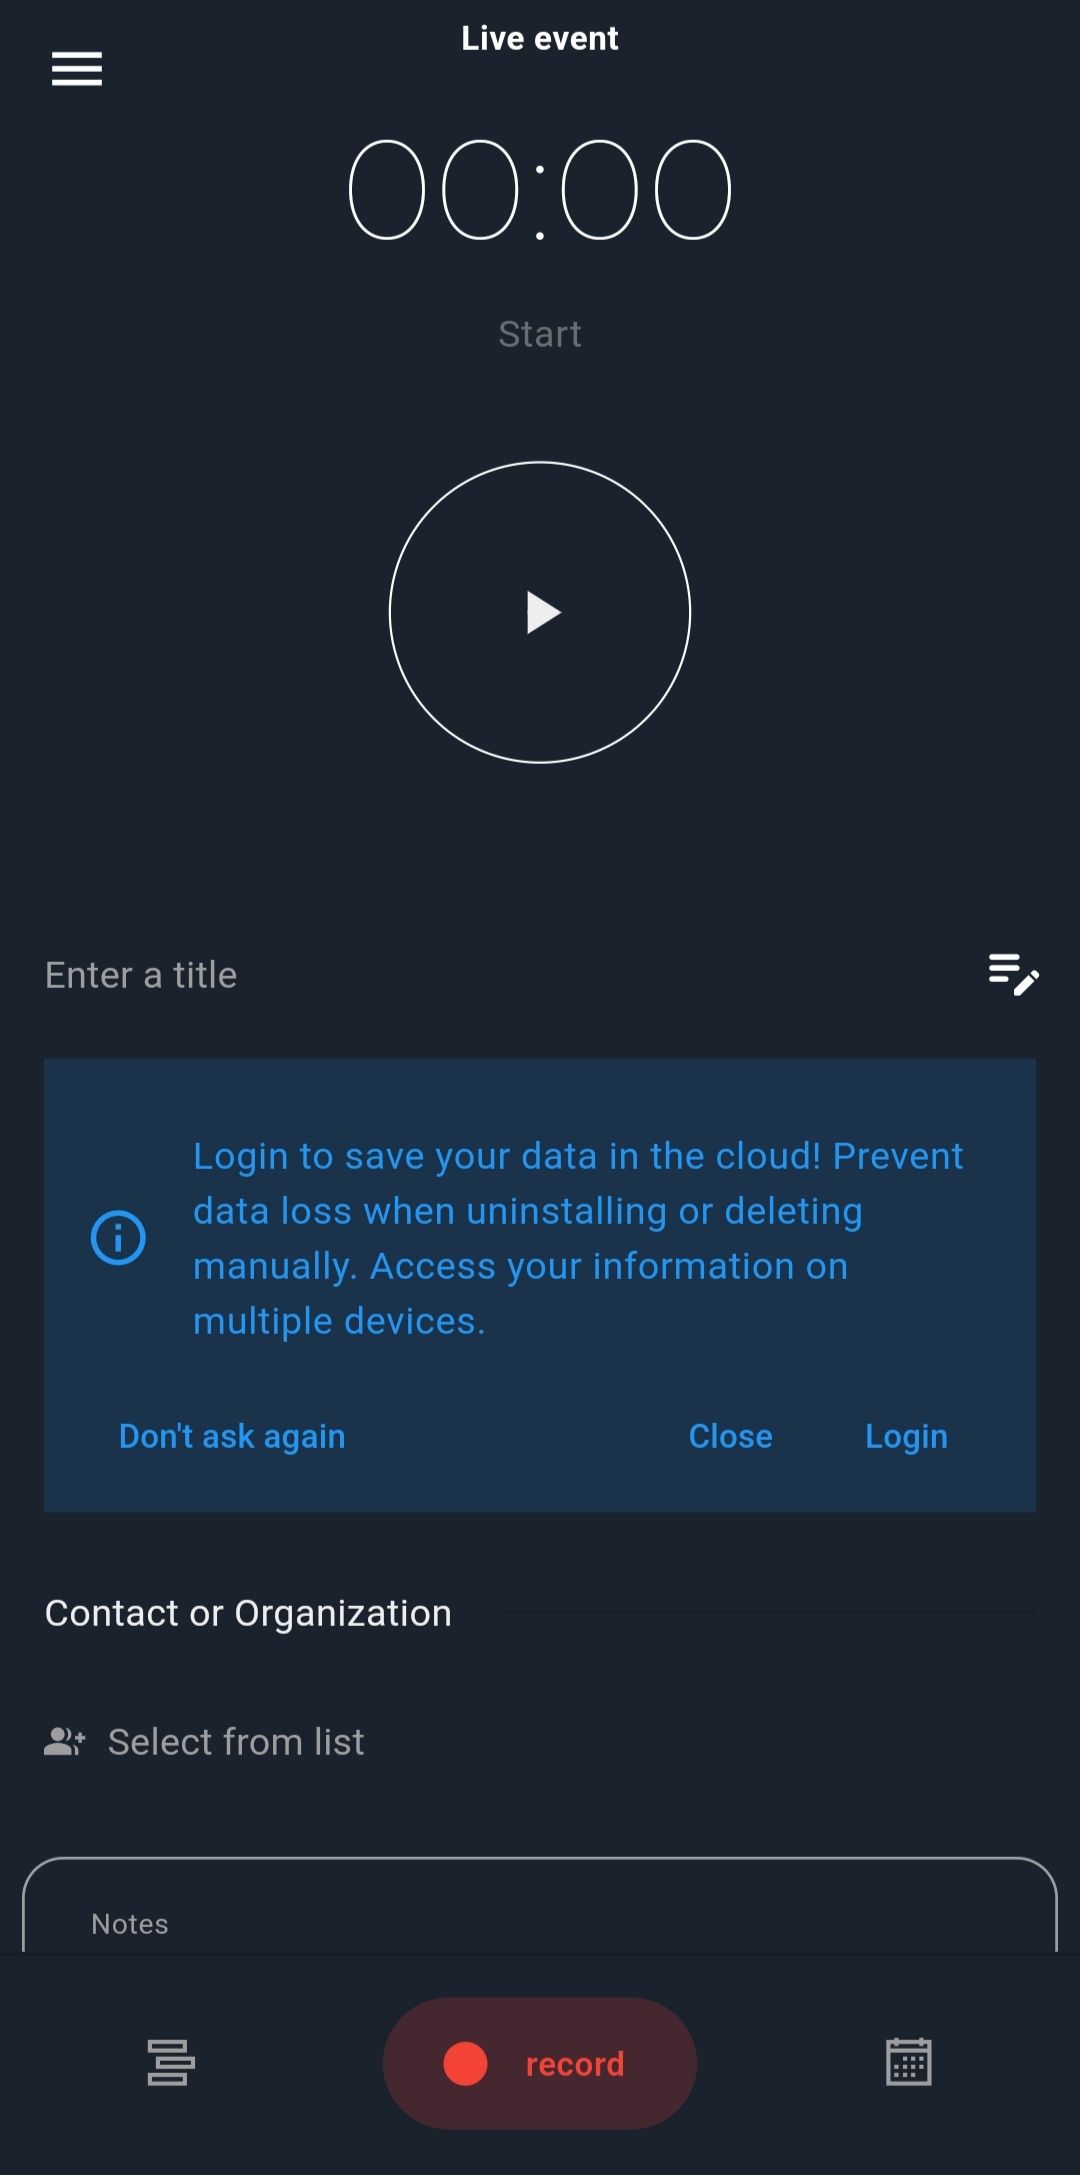 Live event
00:00
Start
Enter a title
Login to save your data in the cloud! Prevent
data loss when uninstalling or deleting
manually. Access your information on
multiple devices.
Don't ask again Close Login
Contact or Organization
Select from list
Notes
record